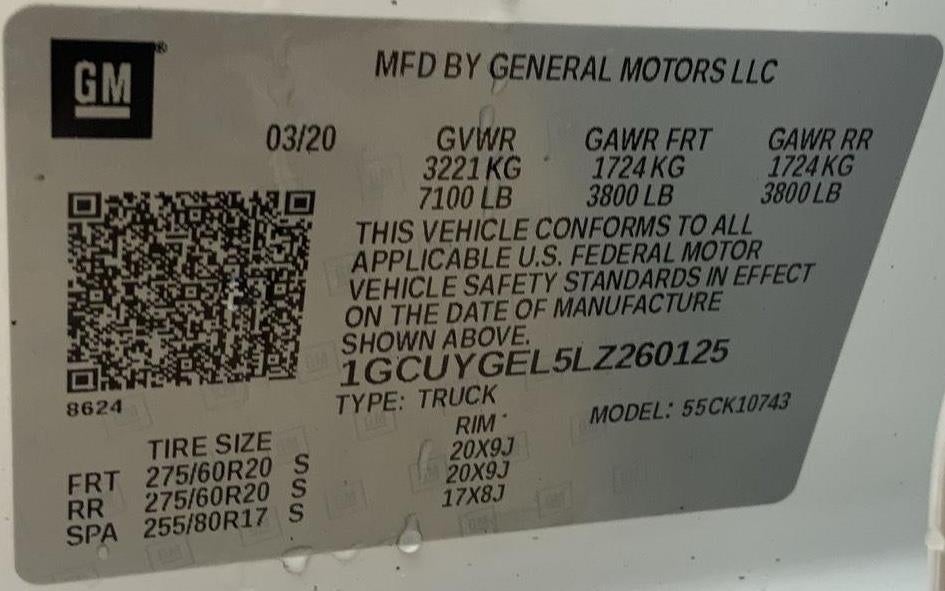 GM®
MFD BY GENERAL MOTORS LLC
03/20 GVWR GAWR FRT GAWR RR
3221 KG 1724 KG 1724 KG
7100 LB 3800 LB 3800 LB
THIS VEHICLE CONFORMS TO ALL
APPLICABLE U.S. FEDERAL MOTOR
VEHICLE SAFETY STANDARDS IN EFFECT
ON THE DATE OF MANUFACTURE
SHOWN ABOVE.
1GCUYGEL5LZ260125
8624
TYPE: TRUCK MODEL: 55CK10743
TIRE SIZE RIM
FRT 275/60R20 S 20X9J
RR 275/60R20 S 20X9J
SPA 255/80R17 S 17X8J